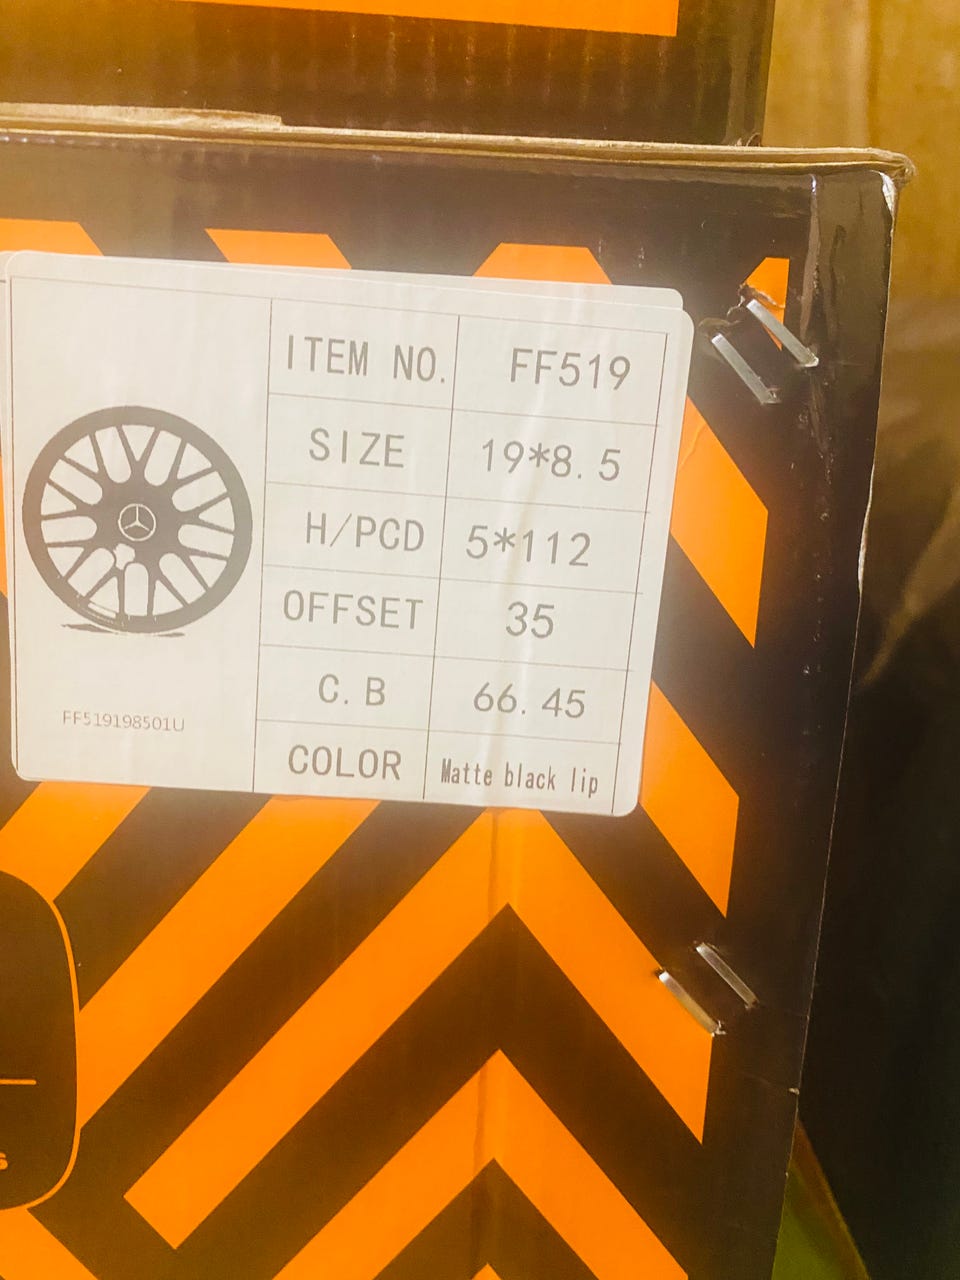 ITEM NO. FF519
SIZE 19*8.5
H/PCD 5*112
OFFSET 35
C.B 66.45
COLOR Matte black lip
FF519198501U